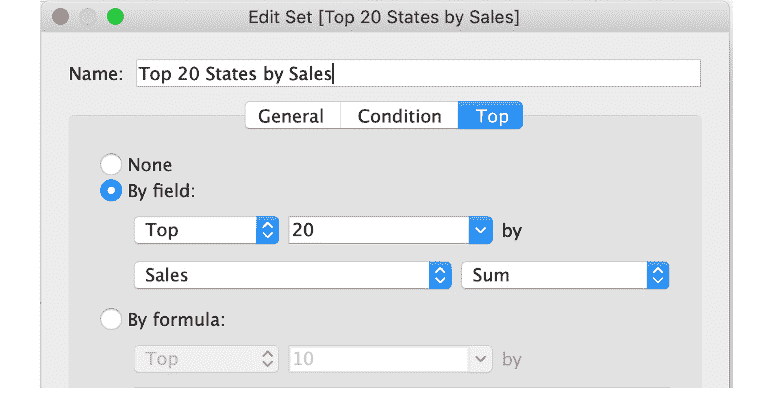 Edit Set [Top 20 States by Sales]
Name: Top 20 States by Sales
General Condition Top
None
By field:
Top 20 by
Sales Sum
By formula:
Top 10 by